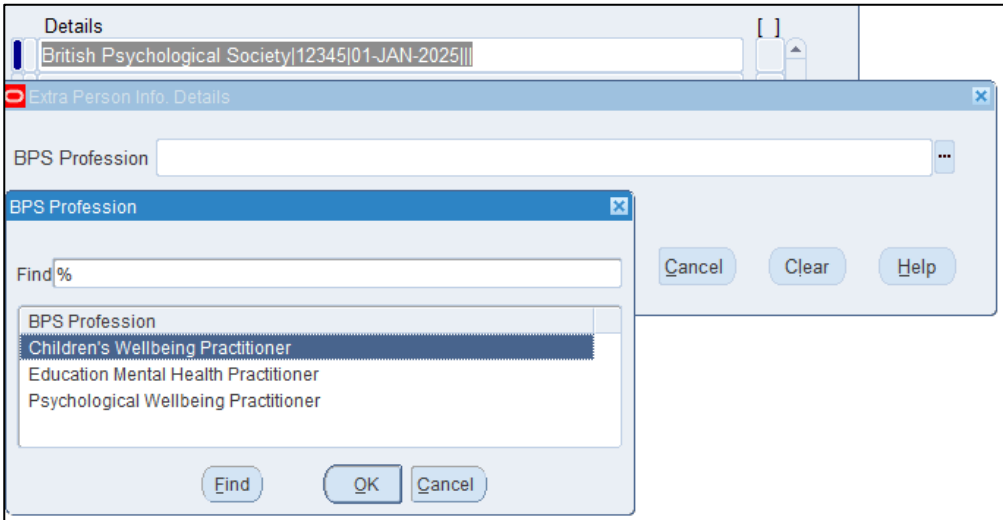 Details
[ ]
British Psychological Society|12345|01-JAN-2025|||
Extra Person Info. Details
BPS Profession
...
BPS Profession
Find %
Cancel Clear Help
BPS Profession
Children's Wellbeing Practitioner
Education Mental Health Practitioner
Psychological Wellbeing Practitioner
Find OK Cancel